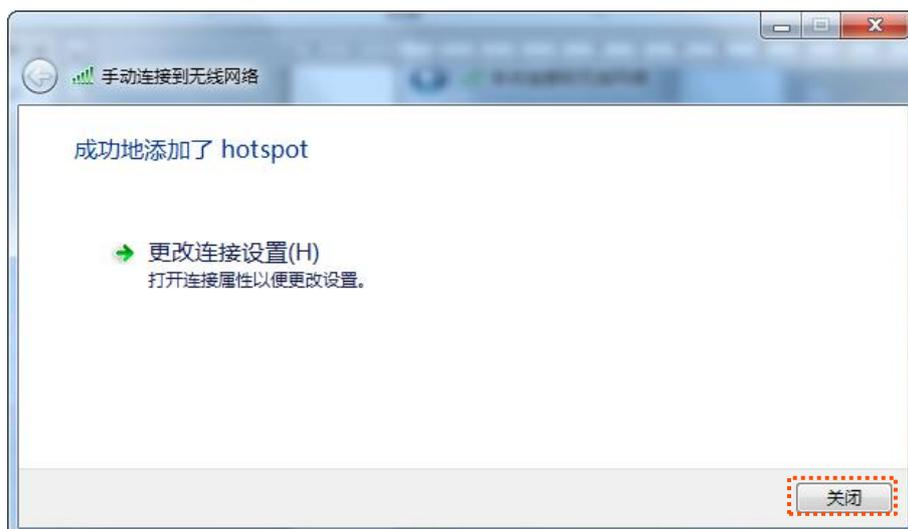 手动连接到无线网络
成功地添加了 hotspot
更改连接设置(H)
打开连接属性以便更改设置。
关闭